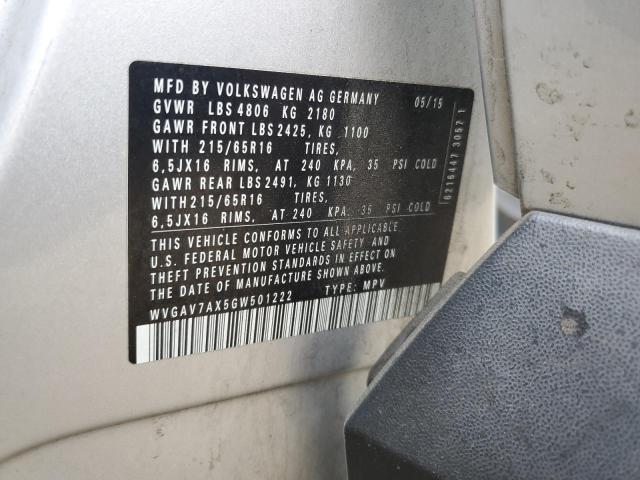 MFD BY VOLKSWAGEN AG GERMANY 05/15
GVWR LBS 4806 KG 2180
GAWR FRONT LBS 2425, KG 1100
WITH 215/65R16 TIRES,
6,5JX16 RIMS, AT 240 KPA, 35 PSI COLD
GAWR REAR LBS 2491, KG 1130
WITH 215/65R16 TIRES,
6,5JX16 RIMS, AT 240 KPA, 35 PSI COLD
THIS VEHICLE CONFORMS TO ALL APPLICABLE
U.S. FEDERAL MOTOR VEHICLE SAFETY AND
THEFT PREVENTION STANDARDS IN EFFECT ON
THE DATE OF MANUFACTURE SHOWN ABOVE.
WVGAV7AX5GW501222 TYPE: MPV
6216447 3057